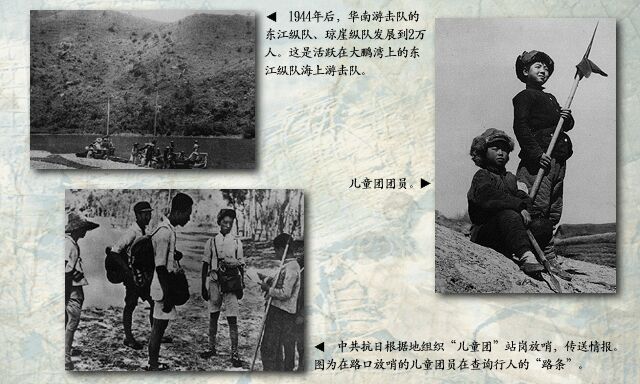 ◀ 1944年后，华南游击队的
东江纵队、琼崖纵队发展到2万
人。这是活跃在大鹏湾上的东
江纵队海上游击队。
儿童团团员。▶
◀ 中共抗日根据地组织“儿童团”站岗放哨，传送情报。
图为在路口放哨的儿童团员在查询行人的“路条”。